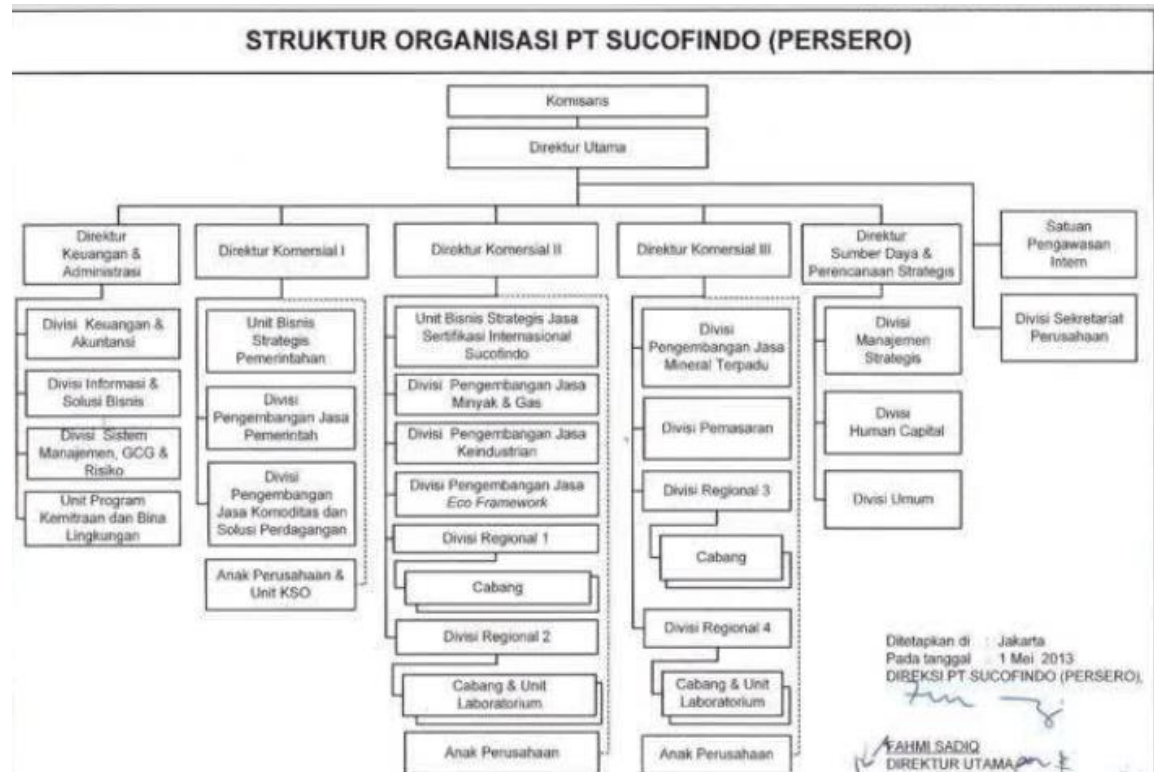 STRUKTUR ORGANISASI PT SUCOFINDO (PERSERO)
Komisaris
Direktur Utama
Direktur
Keuangan &
Administrasi
Direktur Komersial I
Direktur Komersial II
Direktur Komersial III
Direktur
Sumber Daya &
Perencanaan Strategis
Satuan
Pengawasan
Intern
Divisi Sekretariat
Perusahaan
Divisi Keuangan &
Akuntansi
Divisi Informasi &
Solusi Bisnis
Divisi Sistem
Manajemen, GCG &
Risiko
Unit Program
Kemitraan dan Bina
Lingkungan
Unit Bisnis
Strategis
Pemerintahan
Divisi
Pengembangan Jasa
Pemerintah
Divisi
Pengembangan
Jasa Komoditas dan
Solusi Perdagangan
Anak Perusahaan &
Unit KSO
Unit Bisnis Strategis Jasa
Sertifikasi Internasional
Sucofindo
Divisi Pengembangan Jasa
Minyak & Gas
Divisi Pengembangan Jasa
Keindustrian
Divisi Pengembangan Jasa
Eco Framework
Divisi Regional 1
Cabang
Divisi Regional 2
Cabang & Unit
Laboratorium
Anak Perusahaan
Divisi
Pengembangan Jasa
Mineral Terpadu
Divisi Pemasaran
Divisi Regional 3
Cabang
Divisi Regional 4
Cabang & Unit
Laboratorium
Anak Perusahaan
Divisi
Manajemen
Strategis
Divisi
Human Capital
Divisi Umum
Ditetapkan di : Jakarta
Pada tanggal : 1 Mei 2013
DIREKSI PT SUCOFINDO (PERSERO),
FAHMI SADIQ
DIREKTUR UTAMA